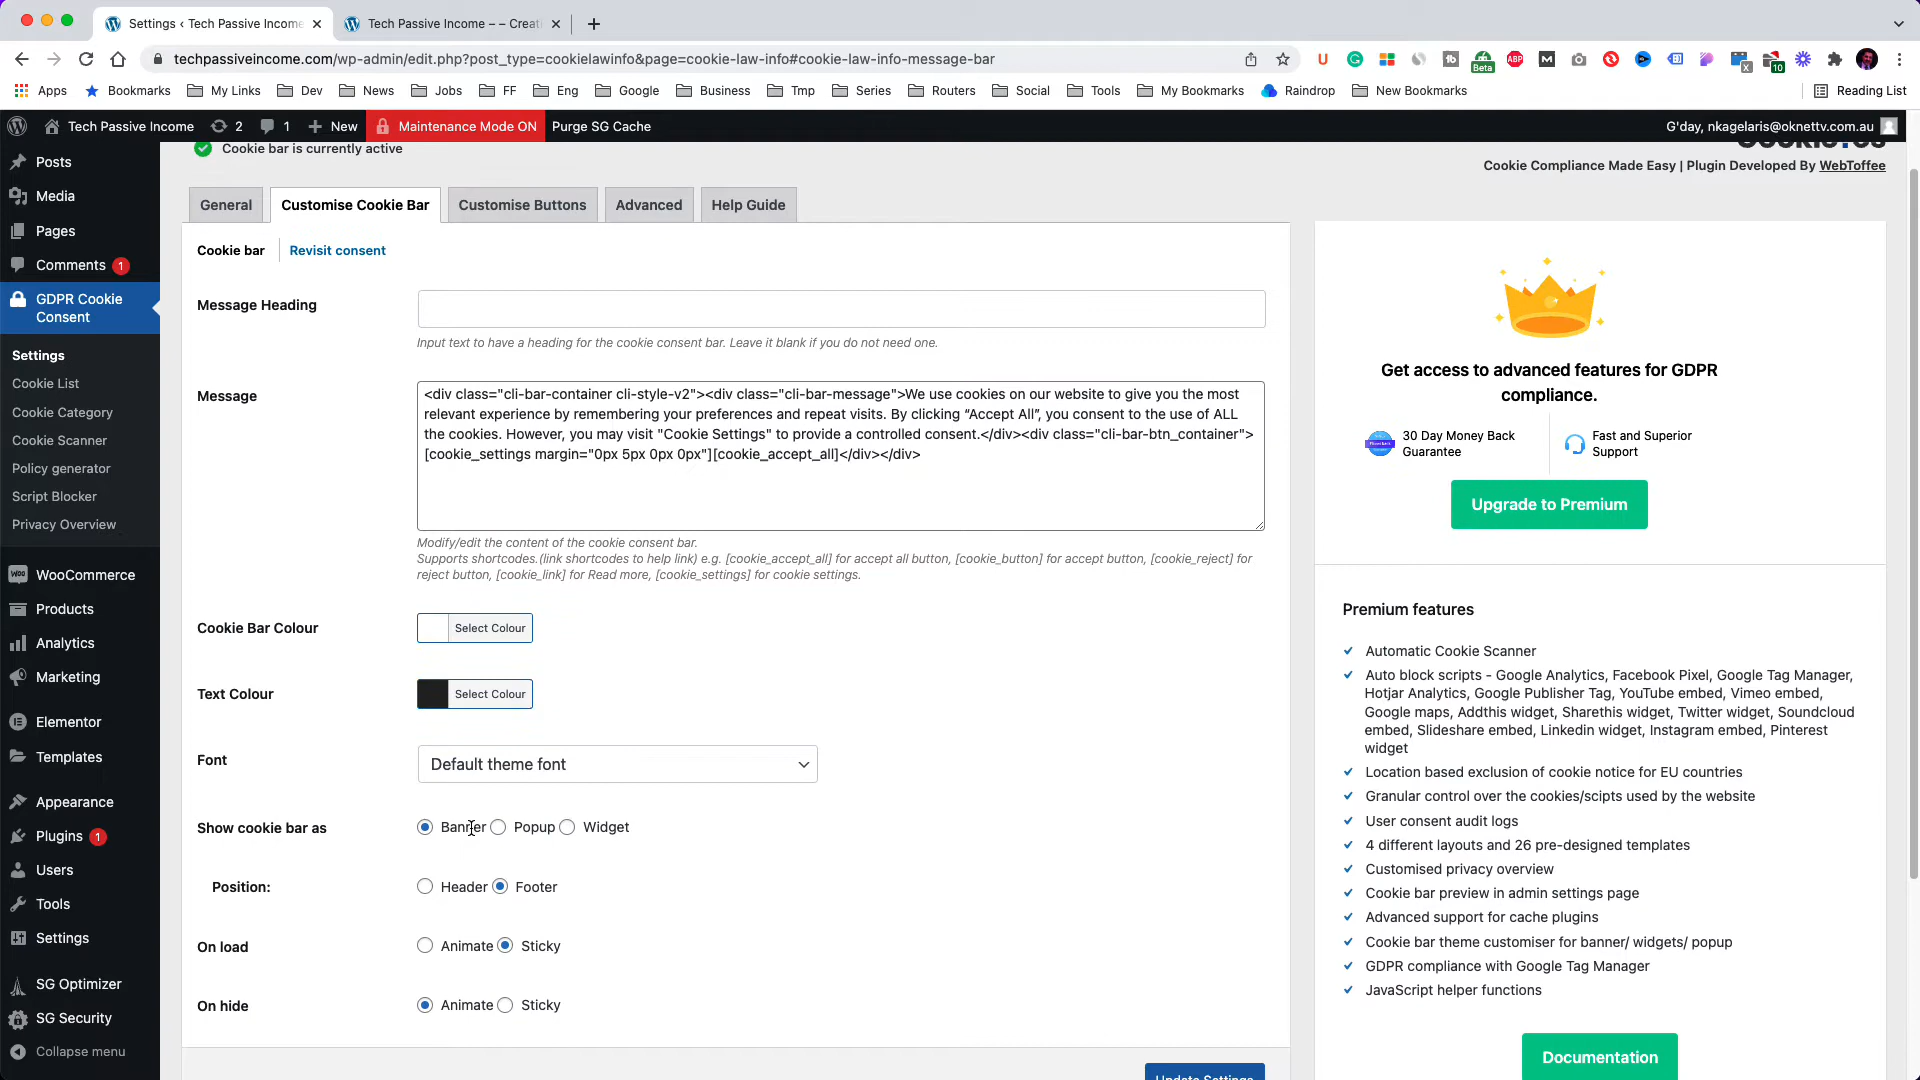 Settings ‹ Tech Passive Income
Tech Passive Income – – Creati
techpassiveincome.com/wp-admin/edit.php?post_type=cookielawinfo&page=cookie-law-info#cookie-law-info-message-bar
Apps
Bookmarks
My Links
Dev
News
Jobs
FF
Eng
Google
Business
Tmp
Series
Routers
Social
Tools
My Bookmarks
Raindrop
New Bookmarks
Reading List
Tech Passive Income
2
1
New
Maintenance Mode ON
Purge SG Cache
G'day, nkagelaris@oknettv.com.au
Posts
Media
Pages
Comments 1
GDPR Cookie
Consent
Settings
Cookie List
Cookie Category
Cookie Scanner
Policy generator
Script Blocker
Privacy Overview
WooCommerce
Products
Analytics
Marketing
Elementor
Templates
Appearance
Plugins 1
Users
Tools
Settings
SG Optimizer
SG Security
Collapse menu
Cookie bar is currently active
Cookie Compliance Made Easy | Plugin Developed By WebToffee
General
Customise Cookie Bar
Customise Buttons
Advanced
Help Guide
Cookie bar
Revisit consent
Message Heading
Input text to have a heading for the cookie consent bar. Leave it blank if you do not need one.
Message
<div class="cli-bar-container cli-style-v2"><div class="cli-bar-message">We use cookies on our website to give you the most
relevant experience by remembering your preferences and repeat visits. By clicking “Accept All”, you consent to the use of ALL
the cookies. However, you may visit "Cookie Settings" to provide a controlled consent.</div><div class="cli-bar-btn_container">
[cookie_settings margin="0px 5px 0px 0px"][cookie_accept_all]</div></div>
Modify/edit the content of the cookie consent bar.
Supports shortcodes.(link shortcodes to help link) e.g. [cookie_accept_all] for accept all button, [cookie_button] for accept button, [cookie_reject] for
reject button, [cookie_link] for Read more, [cookie_settings] for cookie settings.
Cookie Bar Colour
Select Colour
Text Colour
Select Colour
Font
Default theme font
Show cookie bar as
Banner
Popup
Widget
Position:
Header
Footer
On load
Animate
Sticky
On hide
Animate
Sticky
Update Settings
Get access to advanced features for GDPR
compliance.
30 Day Money Back
Guarantee
Fast and Superior
Support
Upgrade to Premium
Premium features
Automatic Cookie Scanner
Auto block scripts - Google Analytics, Facebook Pixel, Google Tag Manager,
Hotjar Analytics, Google Publisher Tag, YouTube embed, Vimeo embed,
Google maps, Addthis widget, Sharethis widget, Twitter widget, Soundcloud
embed, Slideshare embed, Linkedin widget, Instagram embed, Pinterest
widget
Location based exclusion of cookie notice for EU countries
Granular control over the cookies/scipts used by the website
User consent audit logs
4 different layouts and 26 pre-designed templates
Customised privacy overview
Cookie bar preview in admin settings page
Advanced support for cache plugins
Cookie bar theme customiser for banner/ widgets/ popup
GDPR compliance with Google Tag Manager
JavaScript helper functions
Documentation